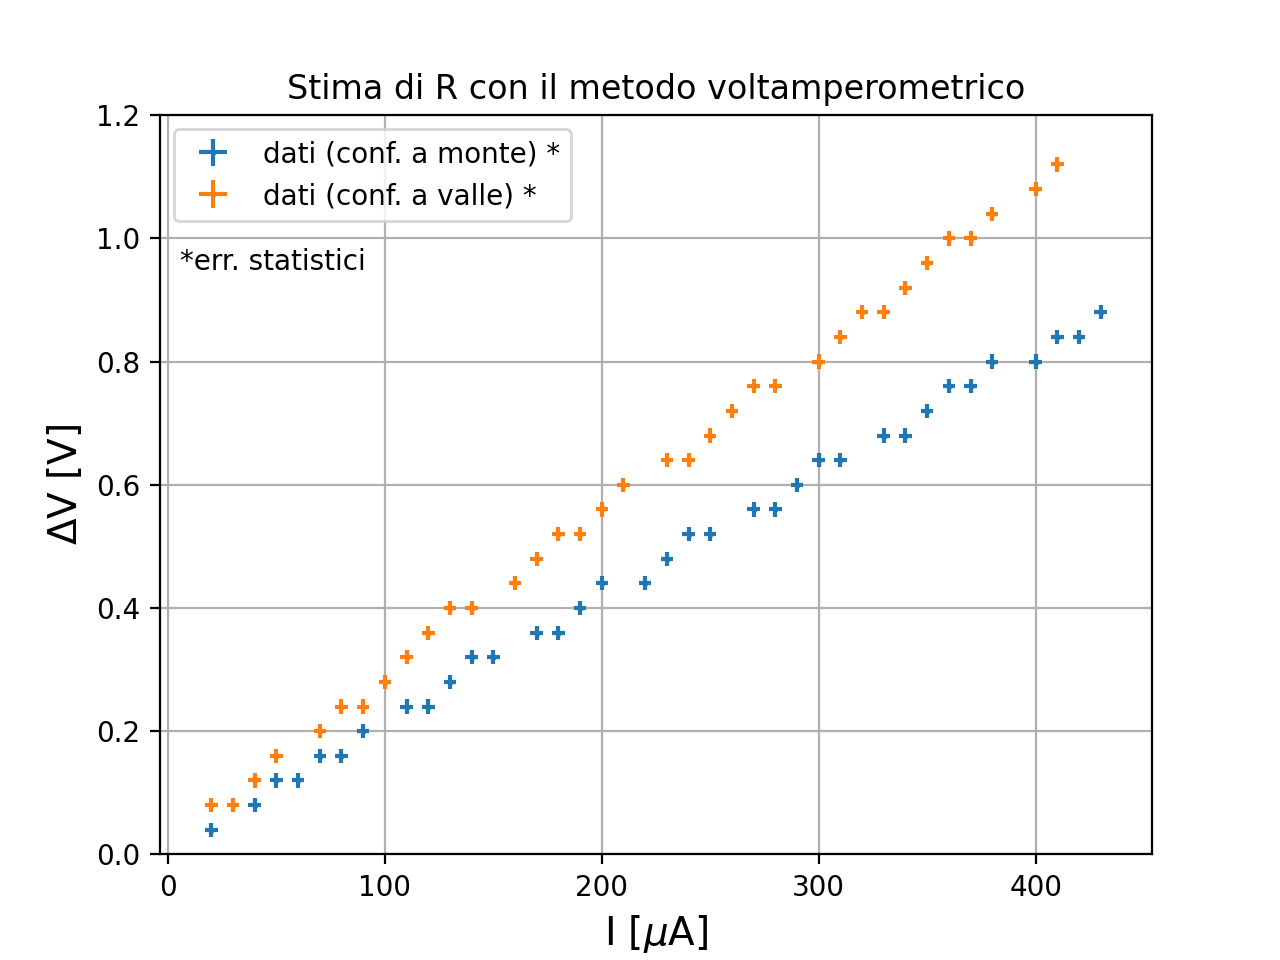 Stima di R con il metodo voltamperometrico
dati (conf. a monte) *
dati (conf. a valle) *
*err. statistici
1.2
1.0
0.8
0.6
0.4
0.2
0.0
ΔV [V]
0 100 200 300 400
I [μA]